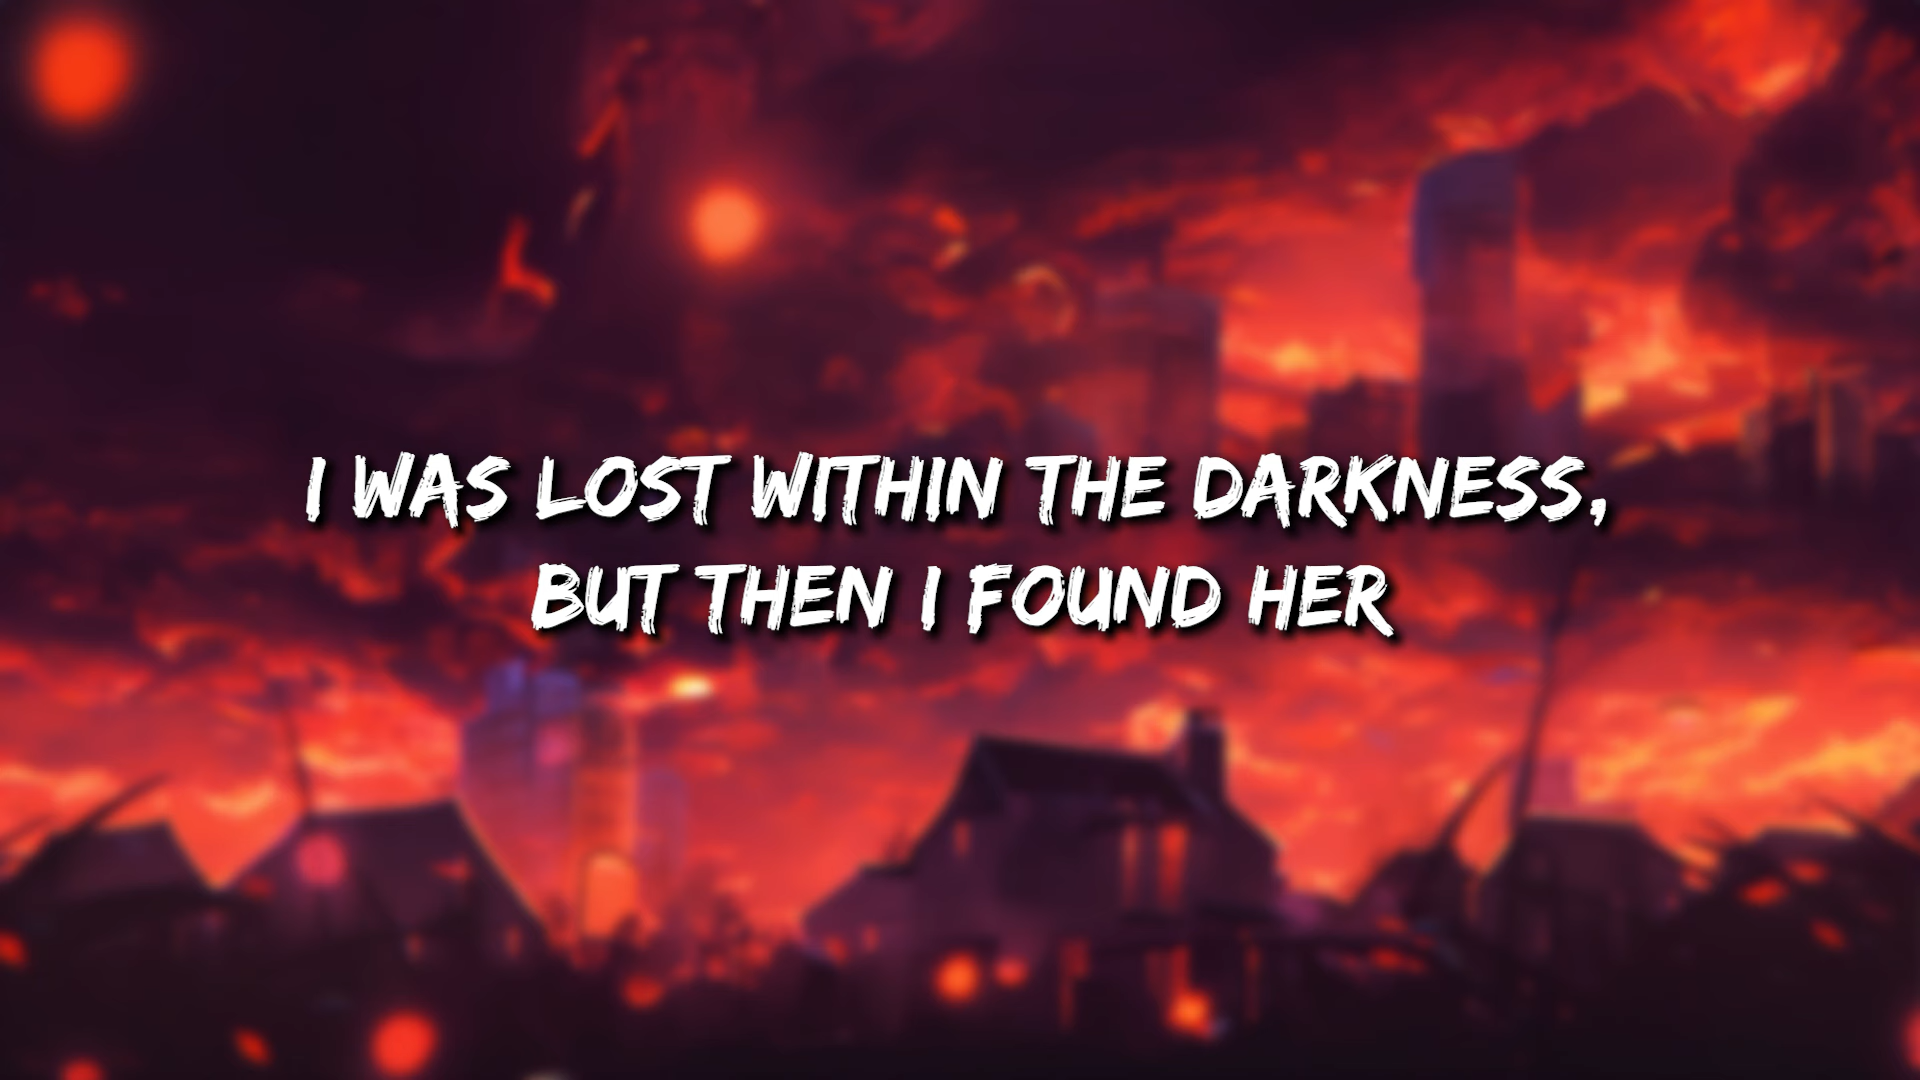 I WAS LOST WITHIN THE DARKNESS,
BUT THEN I FOUND HER